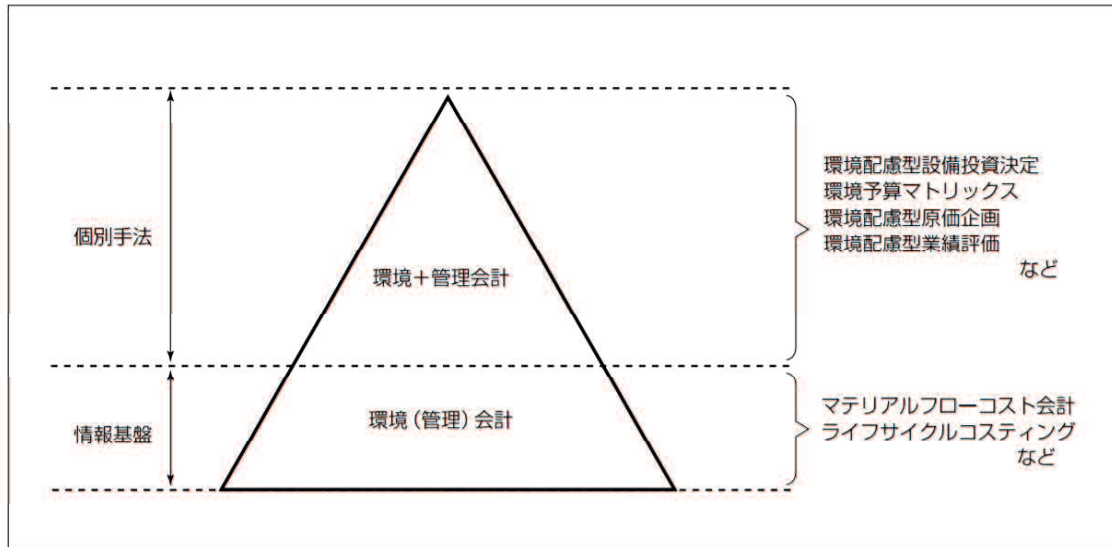 個別手法
環境＋管理会計
環境配慮型設備投資決定
環境予算マトリックス
環境配慮型原価企画
環境配慮型業績評価
など
情報基盤
環境（管理）会計
マテリアルフローコスト会計
ライフサイクルコスティング
など